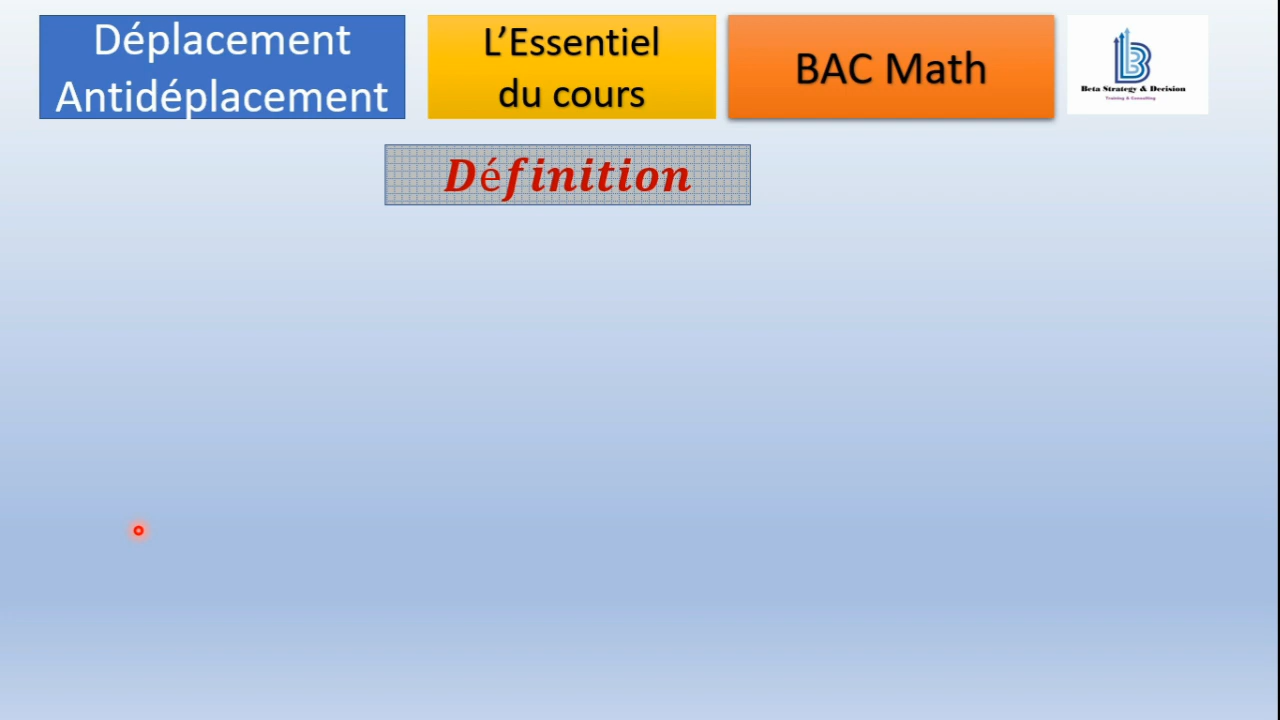 Déplacement
Antidéplacement
L’Essentiel
du cours
BAC Math
Beta Strategy & Decision
Training & Consulting
Définition